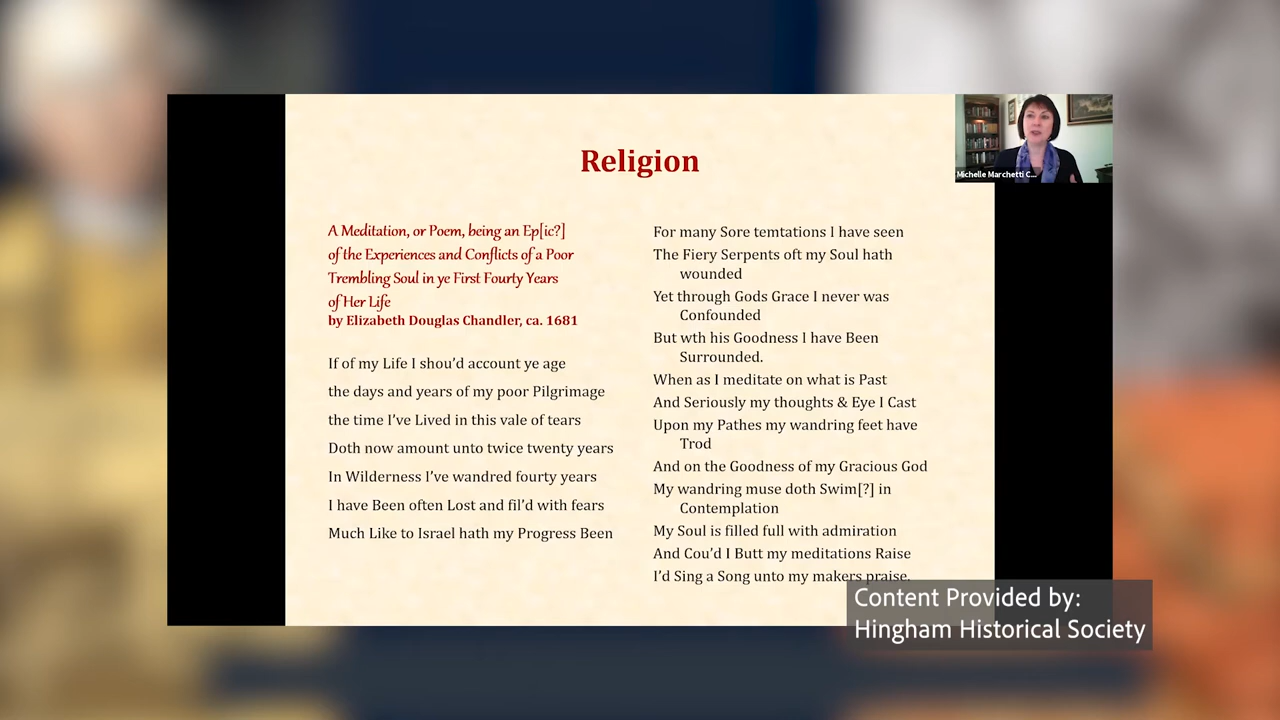 Religion
Michelle Marchetti C...
A Meditation, or Poem, being an Ep[ic?]
of the Experiences and Conflicts of a Poor
Trembling Soul in ye First Fourty Years
of Her Life
by Elizabeth Douglas Chandler, ca. 1681
If of my Life I shou’d account ye age
the days and years of my poor Pilgrimage
the time I’ve Lived in this vale of tears
Doth now amount unto twice twenty years
In Wilderness I’ve wandred fourty years
I have Been often Lost and fil’d with fears
Much Like to Israel hath my Progress Been
For many Sore temtations I have seen
The Fiery Serpents oft my Soul hath
wounded
Yet through Gods Grace I never was
Confounded
But wth his Goodness I have Been
Surrounded.
When as I meditate on what is Past
And Seriously my thoughts & Eye I Cast
Upon my Pathes my wandring feet have
Trod
And on the Goodness of my Gracious God
My wandring muse doth Swim[?] in
Contemplation
My Soul is filled full with admiration
And Cou’d I Butt my meditations Raise
I’d Sing a Song unto my makers praise.
Content Provided by:
Hingham Historical Society